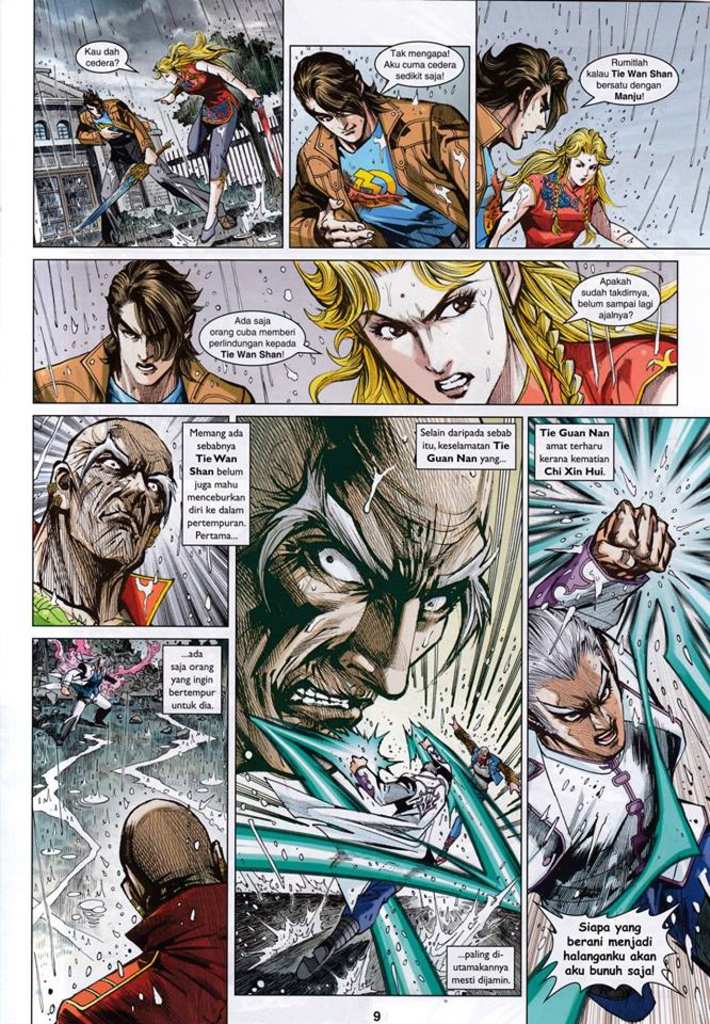 Kau dah
cedera?
Tak mengapa!
Aku cuma cedera
sedikit saja!
Rumitlah
kalau Tie Wan Shan
bersatu dengan
Manju!
Ada saja
orang cuba memberi
perlindungan kepada
Tie Wan Shan!
Apakah
sudah takdirnya,
belum sampai lagi
ajalnya?
Memang ada
sebabnya
Tie Wan
Shan belum
juga mahu
menceburkan
diri ke dalam
pertempuran.
Pertama...
...ada
saja orang
yang ingin
bertempur
untuk dia.
Selain daripada sebab
itu, keselamatan Tie
Guan Nan yang...
...paling di-
utamakannya
mesti dijamin.
Tie Guan Nan
amat terharu
kerana kematian
Chi Xin Hui.
Siapa yang
berani menjadi
halanganku akan
aku bunuh saja!
9